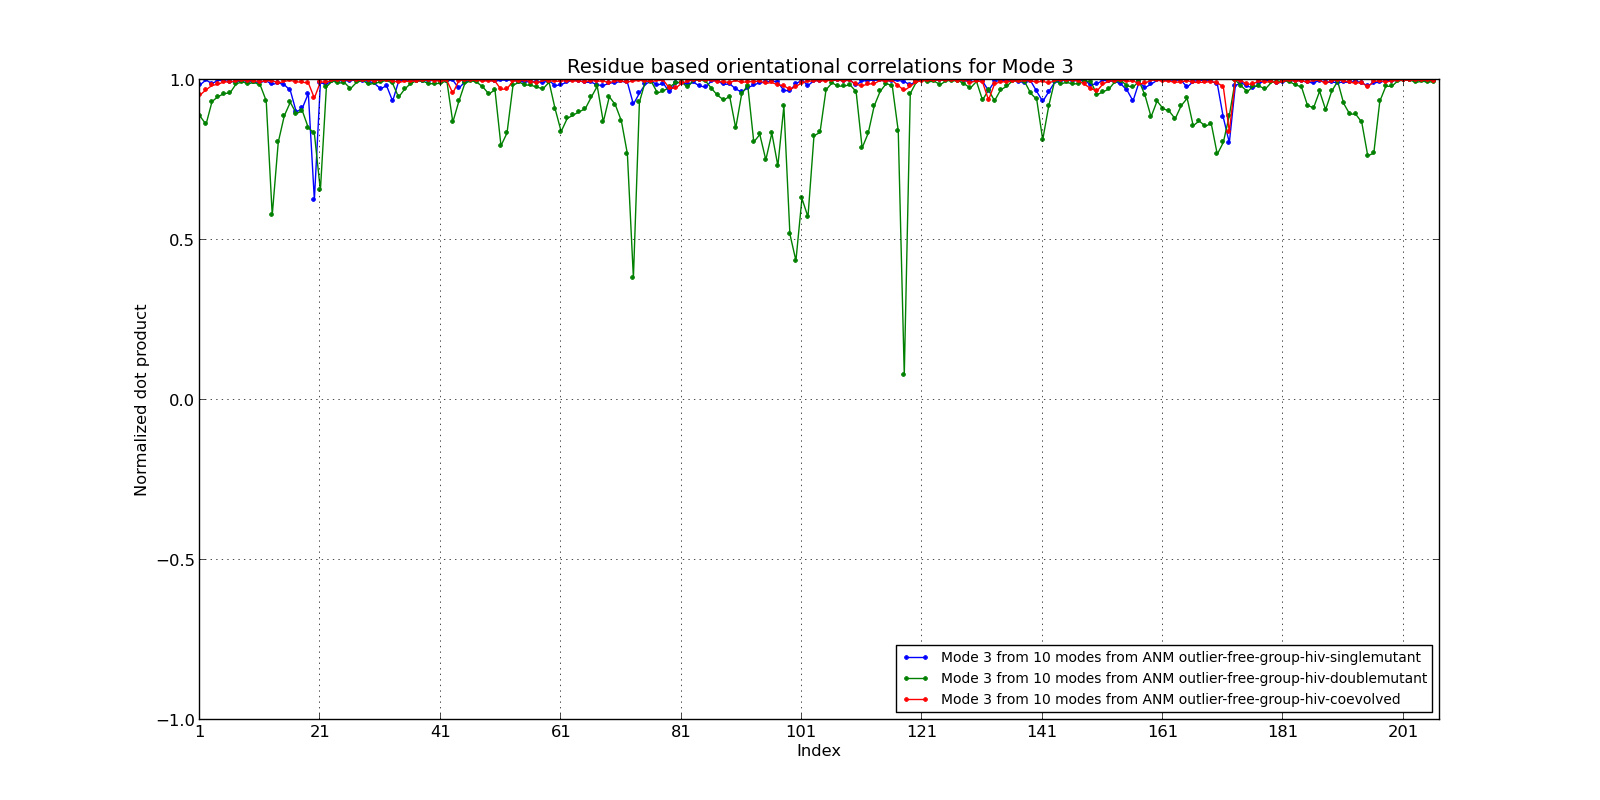 Residue based orientational correlations for Mode 3
1.0
0.5
0.0
−0.5
−1.0
Normalized dot product
Mode 3 from 10 modes from ANM outlier-free-group-hiv-singlemutant
Mode 3 from 10 modes from ANM outlier-free-group-hiv-doublemutant
Mode 3 from 10 modes from ANM outlier-free-group-hiv-coevolved
1 21 41 61 81 101 121 141 161 181 201
Index